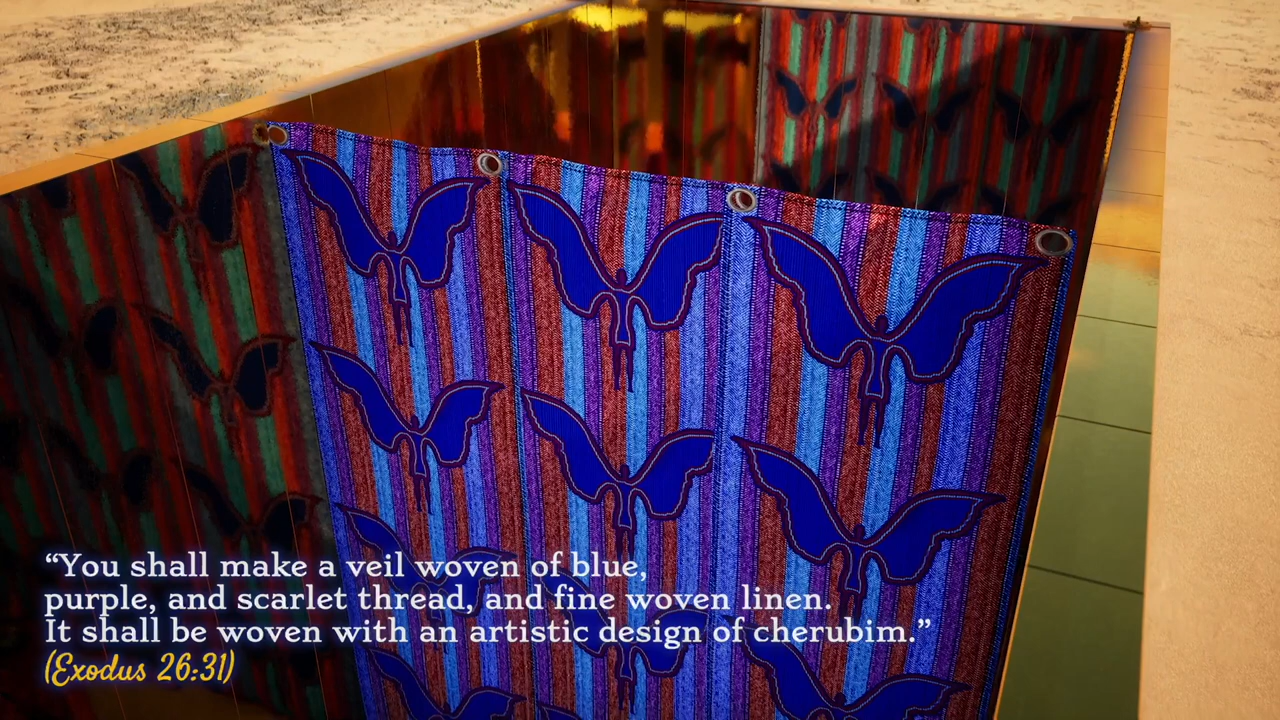 “You shall make a veil woven of blue,
purple, and scarlet thread, and fine woven linen.
It shall be woven with an artistic design of cherubim.”
(Exodus 26:31)